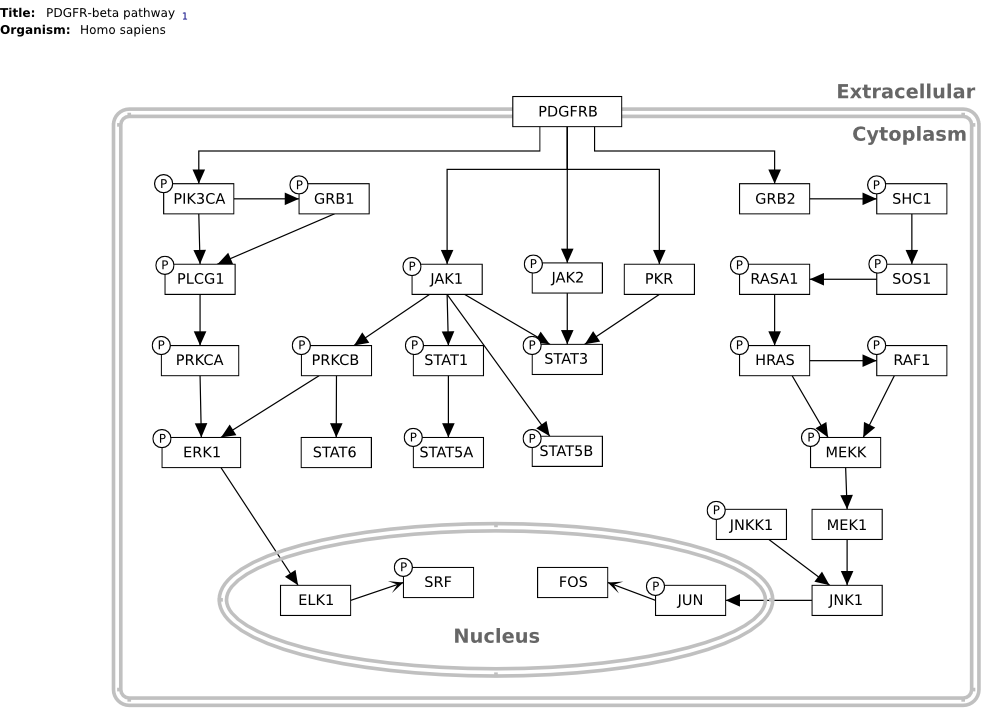 Title: PDGFR-beta pathway 1
Organism: Homo sapiens
Extracellular
PDGFRB
Cytoplasm
P PIK3CA
P GRB1
GRB2
P SHC1
P PLCG1
P JAK1
P JAK2
PKR
P RASA1
P SOS1
P PRKCA
P PRKCB
P STAT1
P STAT3
P HRAS
P RAF1
P ERK1
STAT6
P STAT5A
P STAT5B
P MEKK
P JNKK1
MEK1
P SRF
FOS
ELK1
P JUN
JNK1
Nucleus